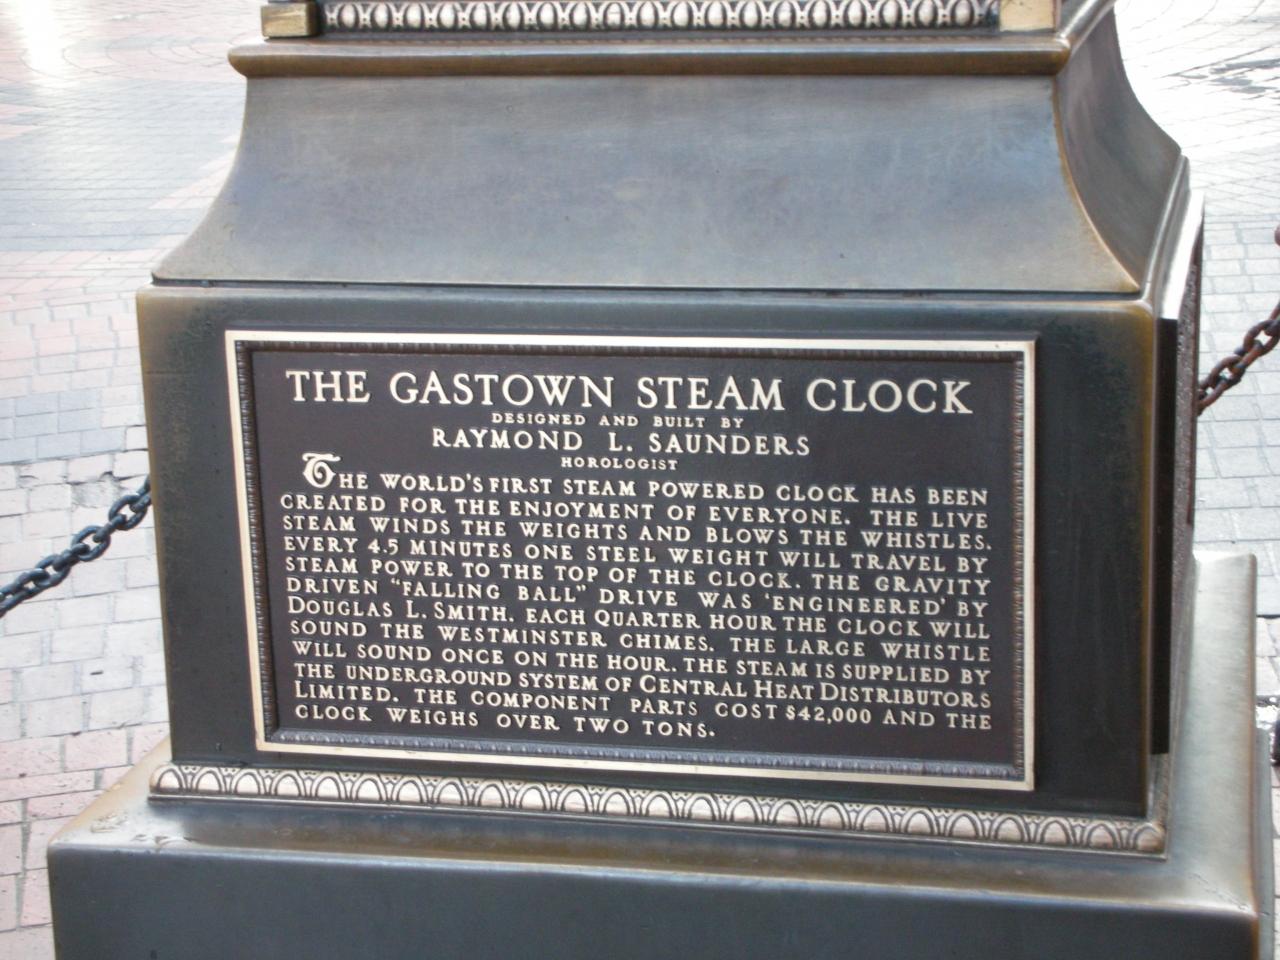 THE GASTOWN STEAM CLOCK
DESIGNED AND BUILT BY
RAYMOND L. SAUNDERS
HOROLOGIST
THE WORLD'S FIRST STEAM POWERED CLOCK HAS BEEN
CREATED FOR THE ENJOYMENT OF EVERYONE. THE LIVE
STEAM WINDS THE WEIGHTS AND BLOWS THE WHISTLES.
EVERY 4.5 MINUTES ONE STEEL WEIGHT WILL TRAVEL BY
STEAM POWER TO THE TOP OF THE CLOCK. THE GRAVITY
DRIVEN "FALLING BALL" DRIVE WAS 'ENGINEERED' BY
DOUGLAS L. SMITH. EACH QUARTER HOUR THE CLOCK WILL
SOUND THE WESTMINSTER CHIMES. THE LARGE WHISTLE
WILL SOUND ONCE ON THE HOUR. THE STEAM IS SUPPLIED BY
THE UNDERGROUND SYSTEM OF CENTRAL HEAT DISTRIBUTORS
LIMITED. THE COMPONENT PARTS COST $42,000 AND THE
CLOCK WEIGHS OVER TWO TONS.